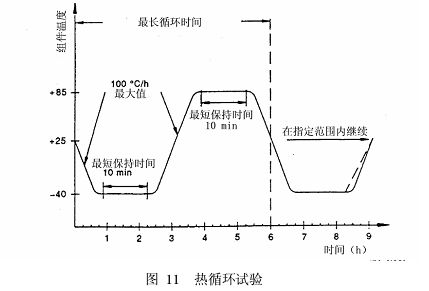 组件温度
最长循环时间
100 °C/h
最大值
+85
最短保持时间
10 min
+25
在指定范围内继续
最短保持时间
10 min
-40
0 1 2 3 4 5 6 7 8 9
时间(h)
图 11 热循环试验